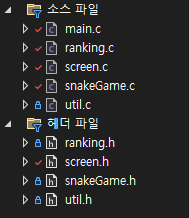 소스 파일
main.c
ranking.c
screen.c
snakeGame.c
util.c
헤더 파일
ranking.h
screen.h
snakeGame.h
util.h